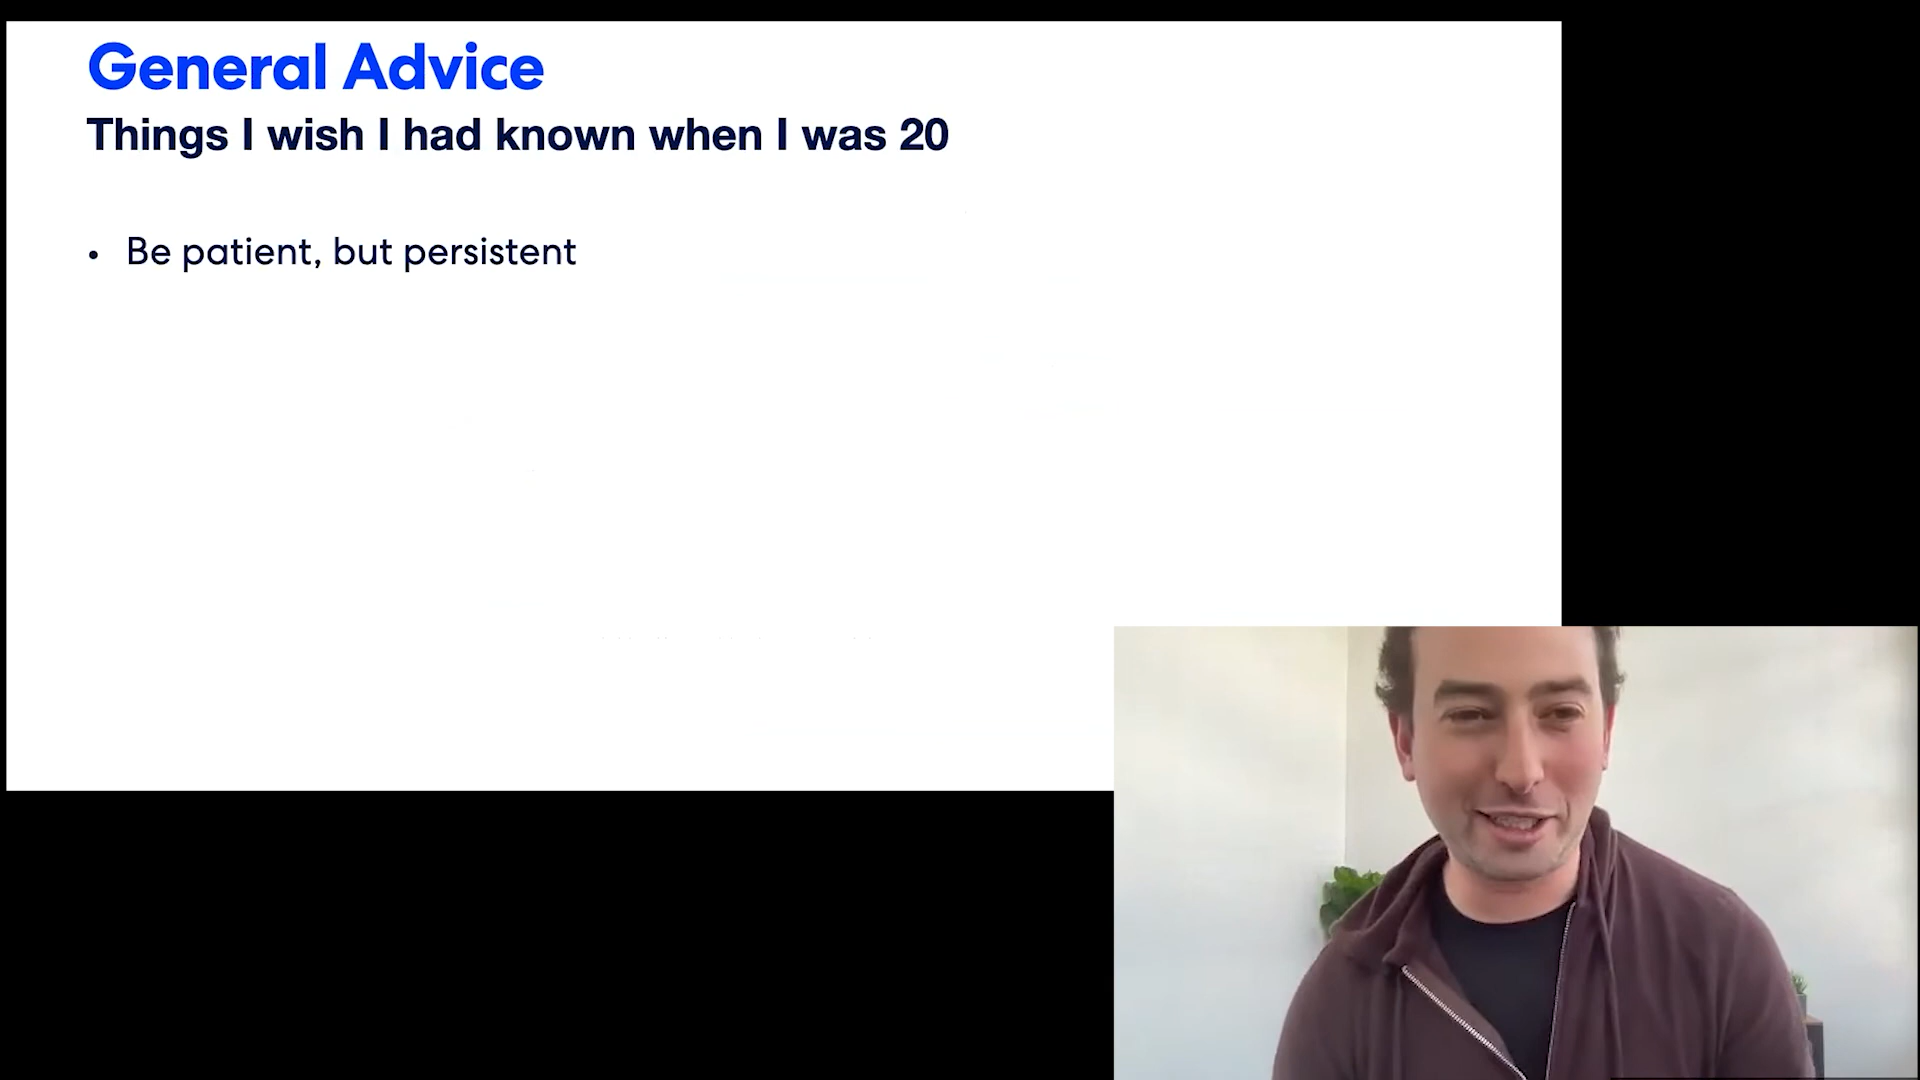 General Advice
Things I wish I had known when I was 20
• Be patient, but persistent